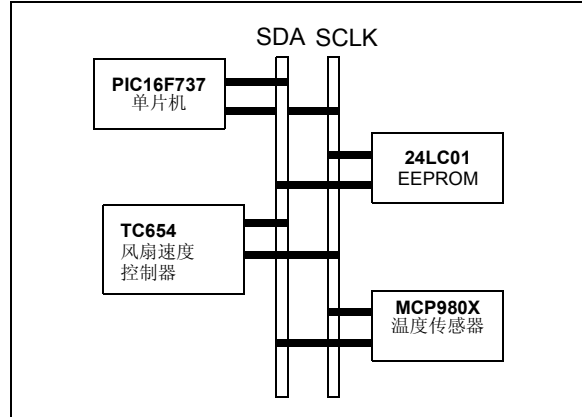 SDA SCLK
PIC16F737
单片机
24LC01
EEPROM
TC654
风扇速度
控制器
MCP980X
温度传感器